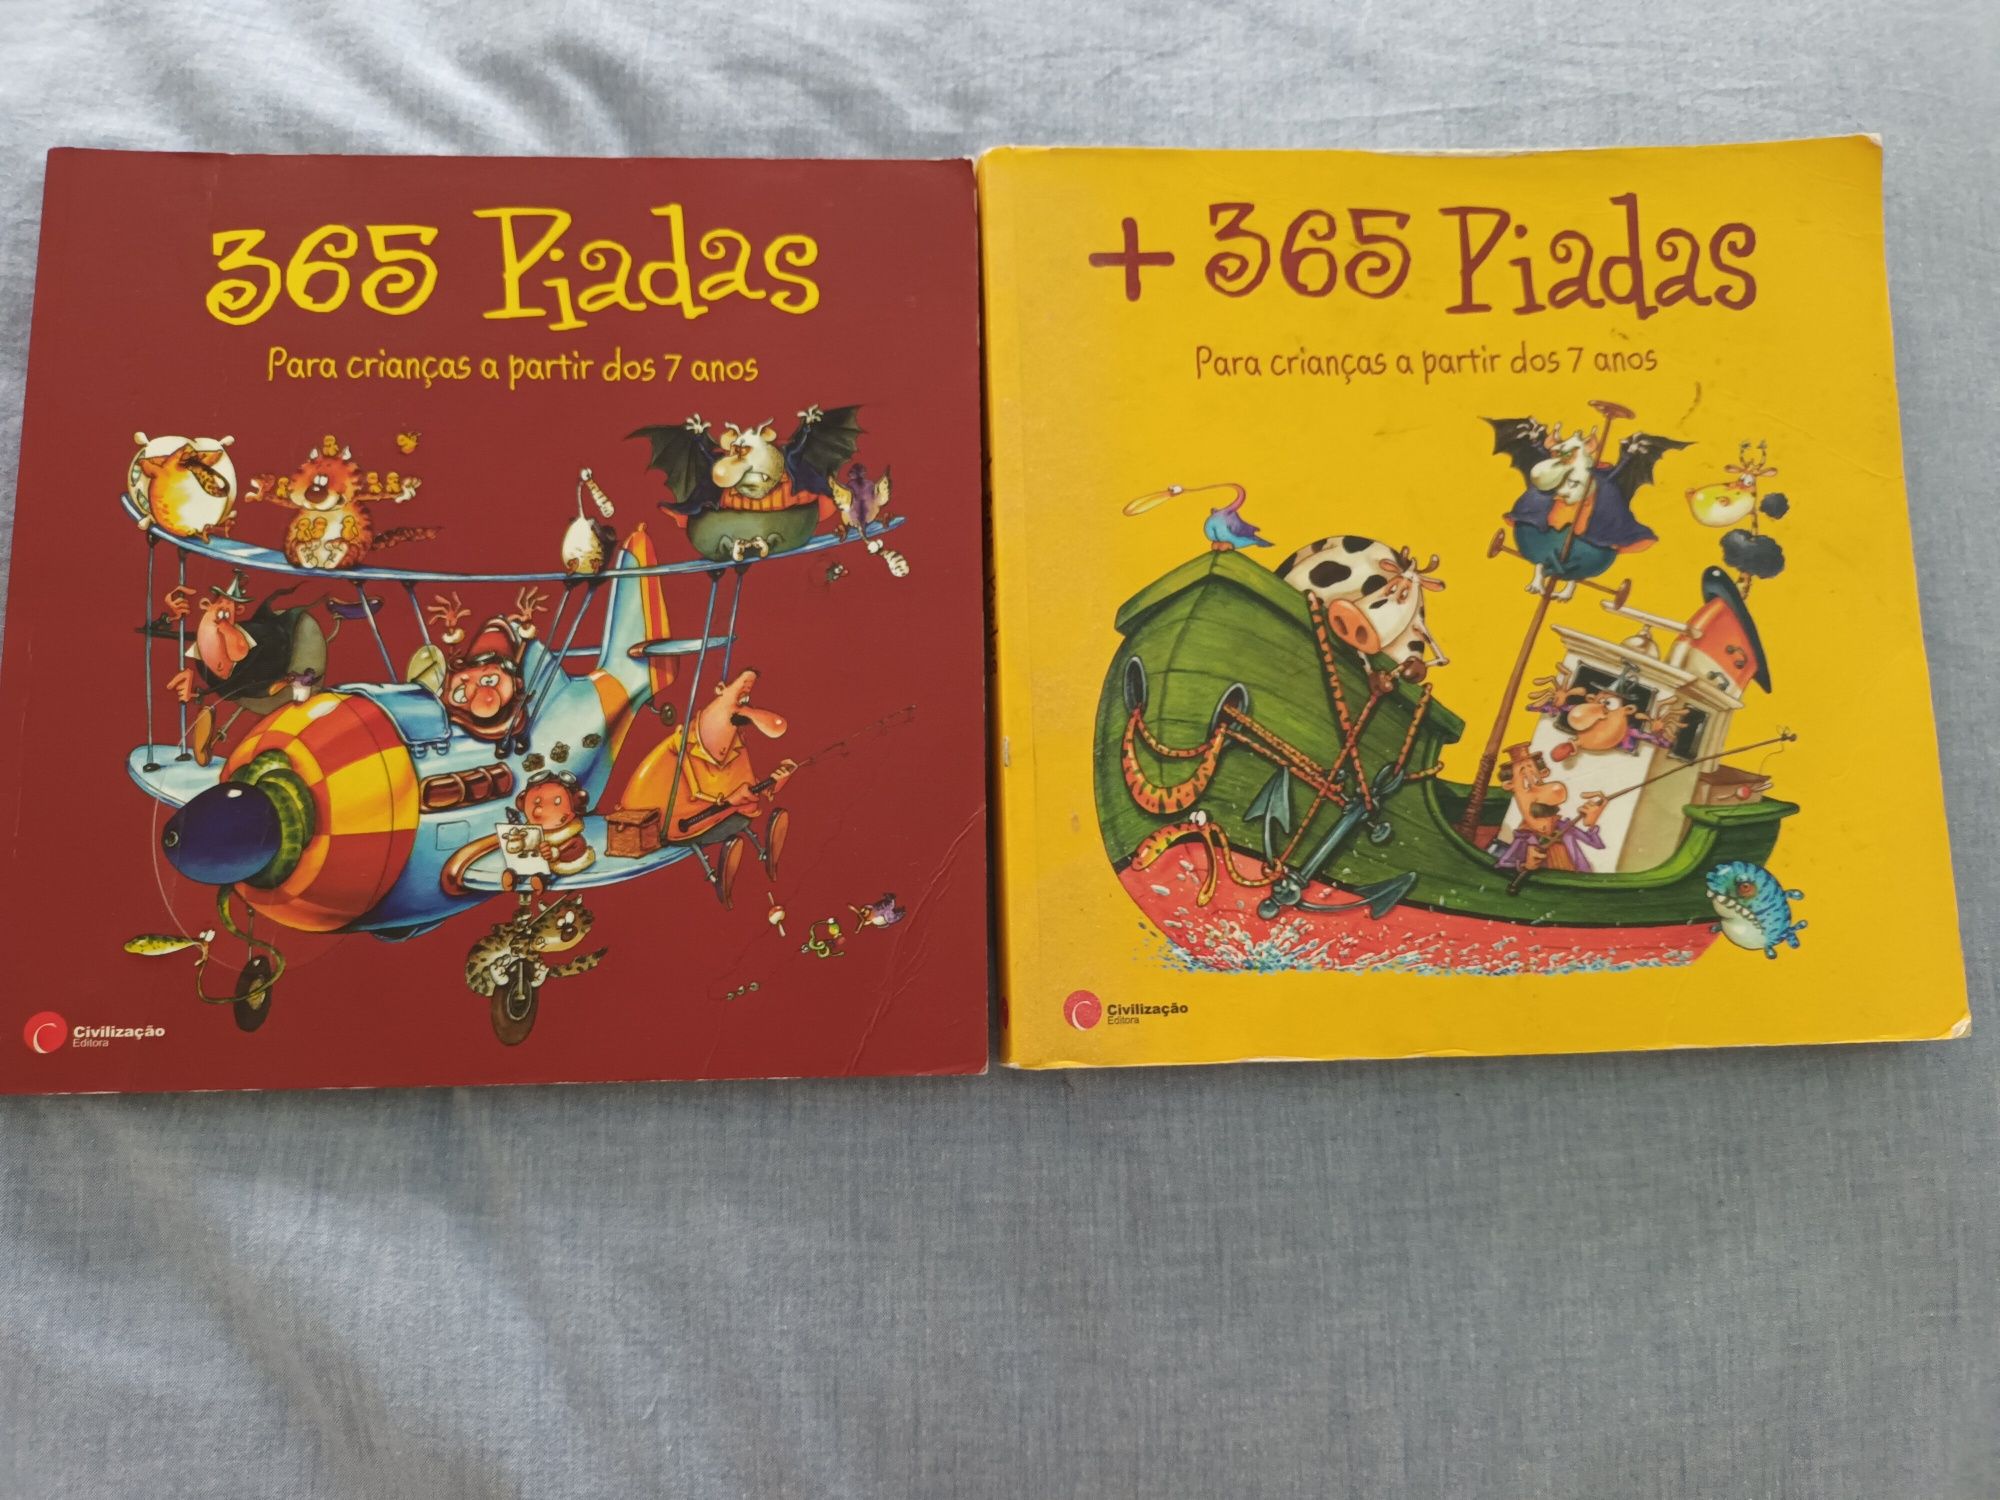 365 Piadas
Para crianças a partir dos 7 anos
Civilização
Editora
+ 365 Piadas
Para crianças a partir dos 7 anos
Civilização
Editora